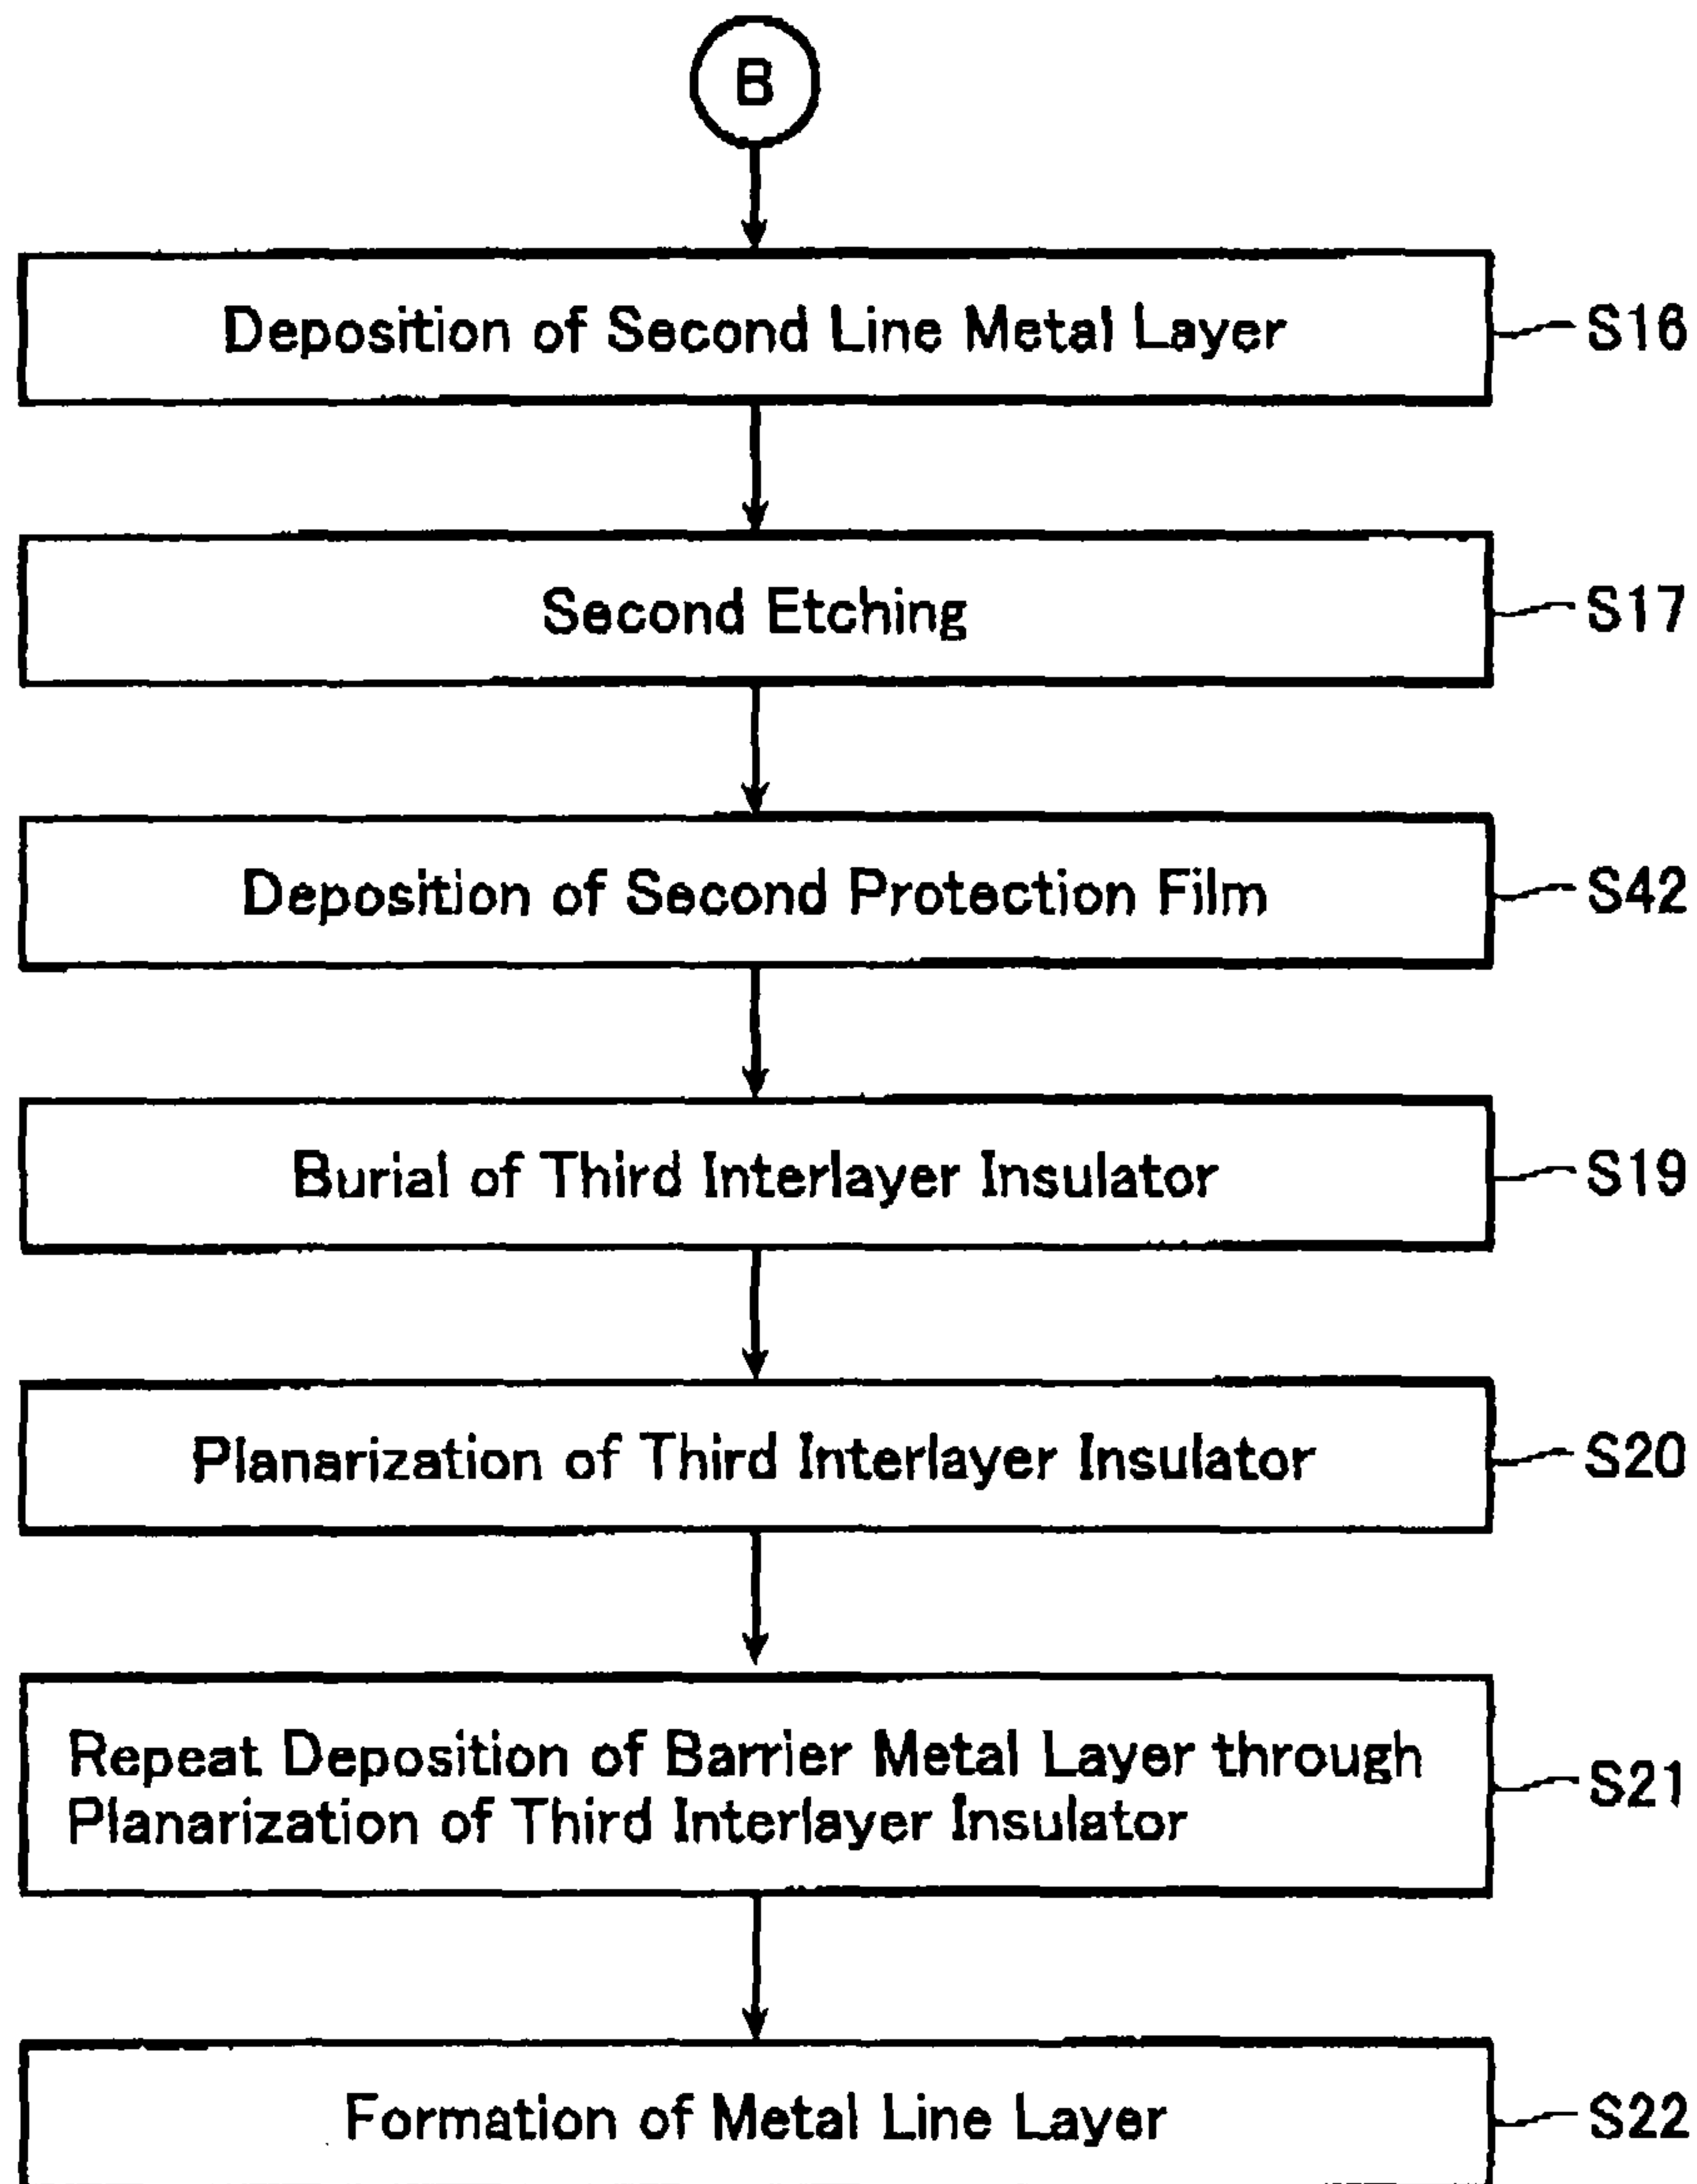 B
Deposition of Second Line Metal Layer
S16
Second Etching
S17
Deposition of Second Protection Film
S42
Burial of Third Interlayer Insulator
S19
Planarization of Third Interlayer Insulator
S20
Repeat Deposition of Barrier Metal Layer through
Planarization of Third Interlayer Insulator
S21
Formation of Metal Line Layer
S22